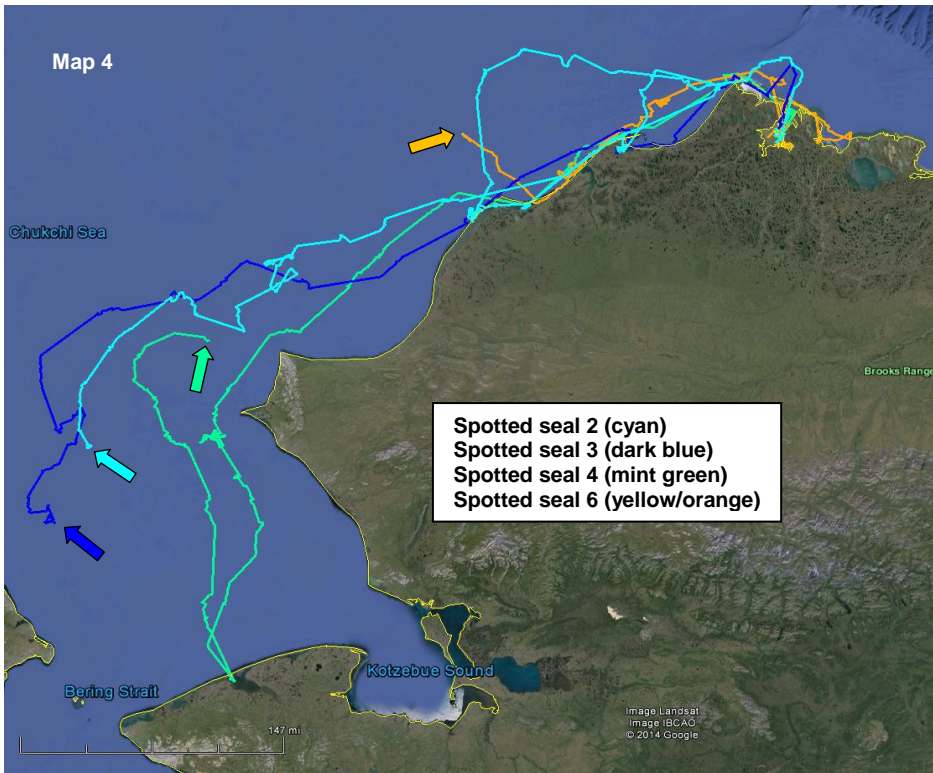 Map 4
Chukchi Sea
Brooks Range
Spotted seal 2 (cyan)
Spotted seal 3 (dark blue)
Spotted seal 4 (mint green)
Spotted seal 6 (yellow/orange)
Kotzebue Sound
Bering Strait
147 mi
Image Landsat
Image IBCAO
© 2014 Google